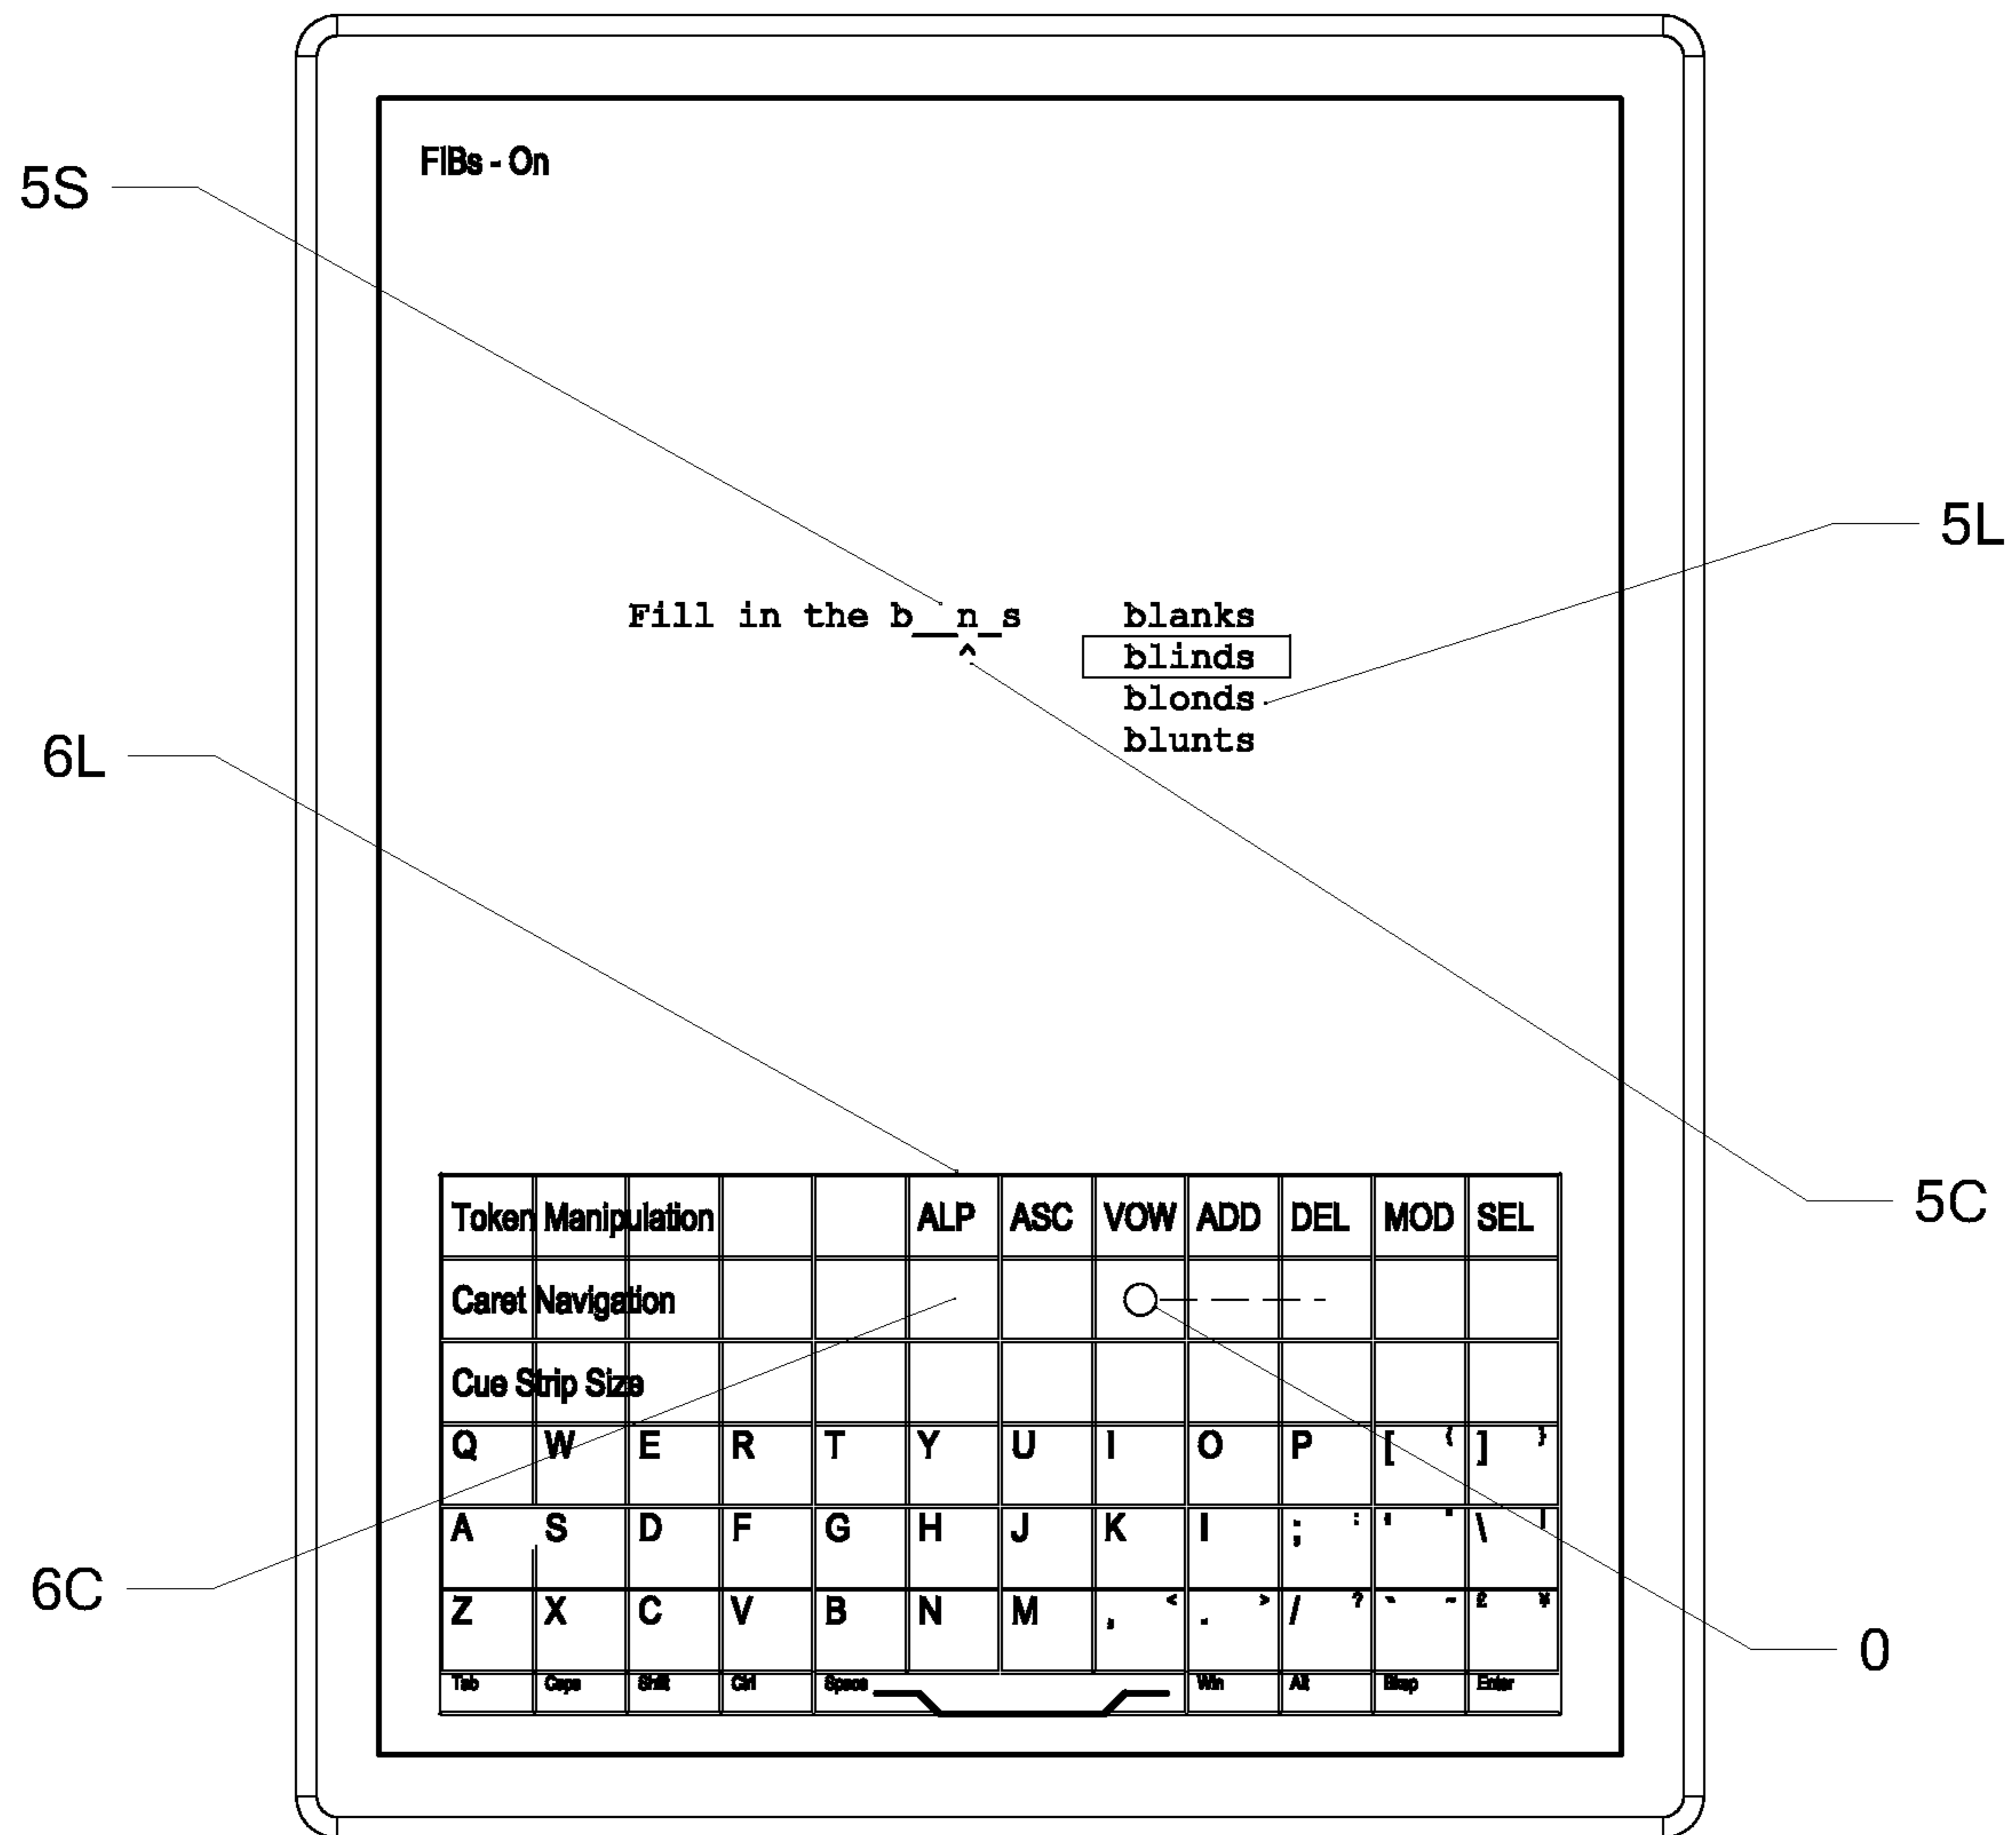 FIBs - On
5S
5L
Fill in the b__n_s blanks
^ blinds
blonds
blunts
6L
5C
Token Manipulation ALP ASC VOW ADD DEL MOD SEL
Caret Navigation
Cue Strip Size
Q W E R T Y U I O P [ { ] }
A S D F G H J K l ; : ' " \ |
6C
Z X C V B N M , < . > / ? ` ~ £ ¥
0
Tab Caps Shift Ctrl Space Win Alt Bksp Enter